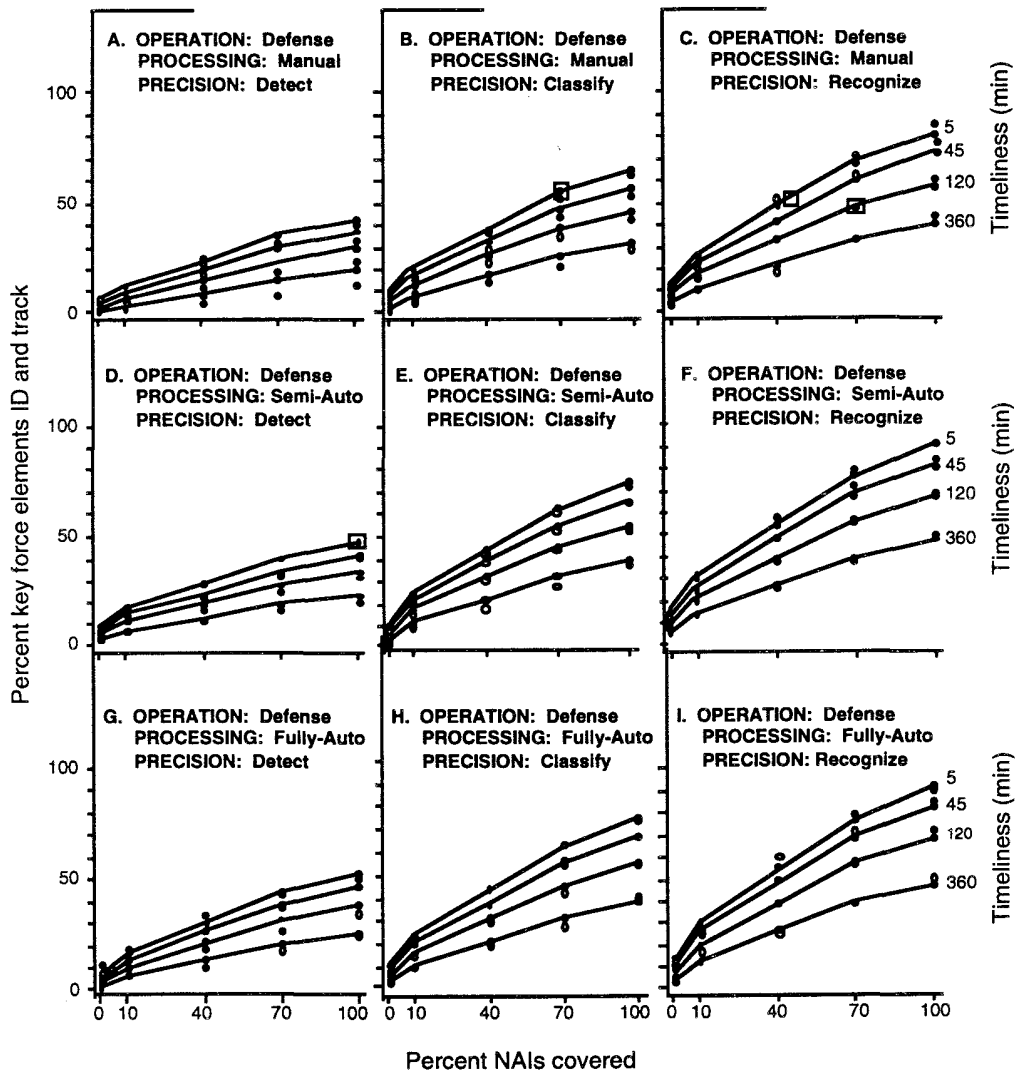 A. OPERATION: Defense
PROCESSING: Manual
PRECISION: Detect
B. OPERATION: Defense
PROCESSING: Manual
PRECISION: Classify
C. OPERATION: Defense
PROCESSING: Manual
PRECISION: Recognize
100
50
0
5
45
120
360
Timeliness (min)
D. OPERATION: Defense
PROCESSING: Semi-Auto
PRECISION: Detect
E. OPERATION: Defense
PROCESSING: Semi-Auto
PRECISION: Classify
F. OPERATION: Defense
PROCESSING: Semi-Auto
PRECISION: Recognize
100
50
0
5
45
120
360
Timeliness (min)
Percent key force elements ID and track
G. OPERATION: Defense
PROCESSING: Fully-Auto
PRECISION: Detect
H. OPERATION: Defense
PROCESSING: Fully-Auto
PRECISION: Classify
I. OPERATION: Defense
PROCESSING: Fully-Auto
PRECISION: Recognize
100
50
0
5
45
120
360
Timeliness (min)
0 10 40 70 100 0 10 40 70 100 0 10 40 70 100
Percent NAIs covered